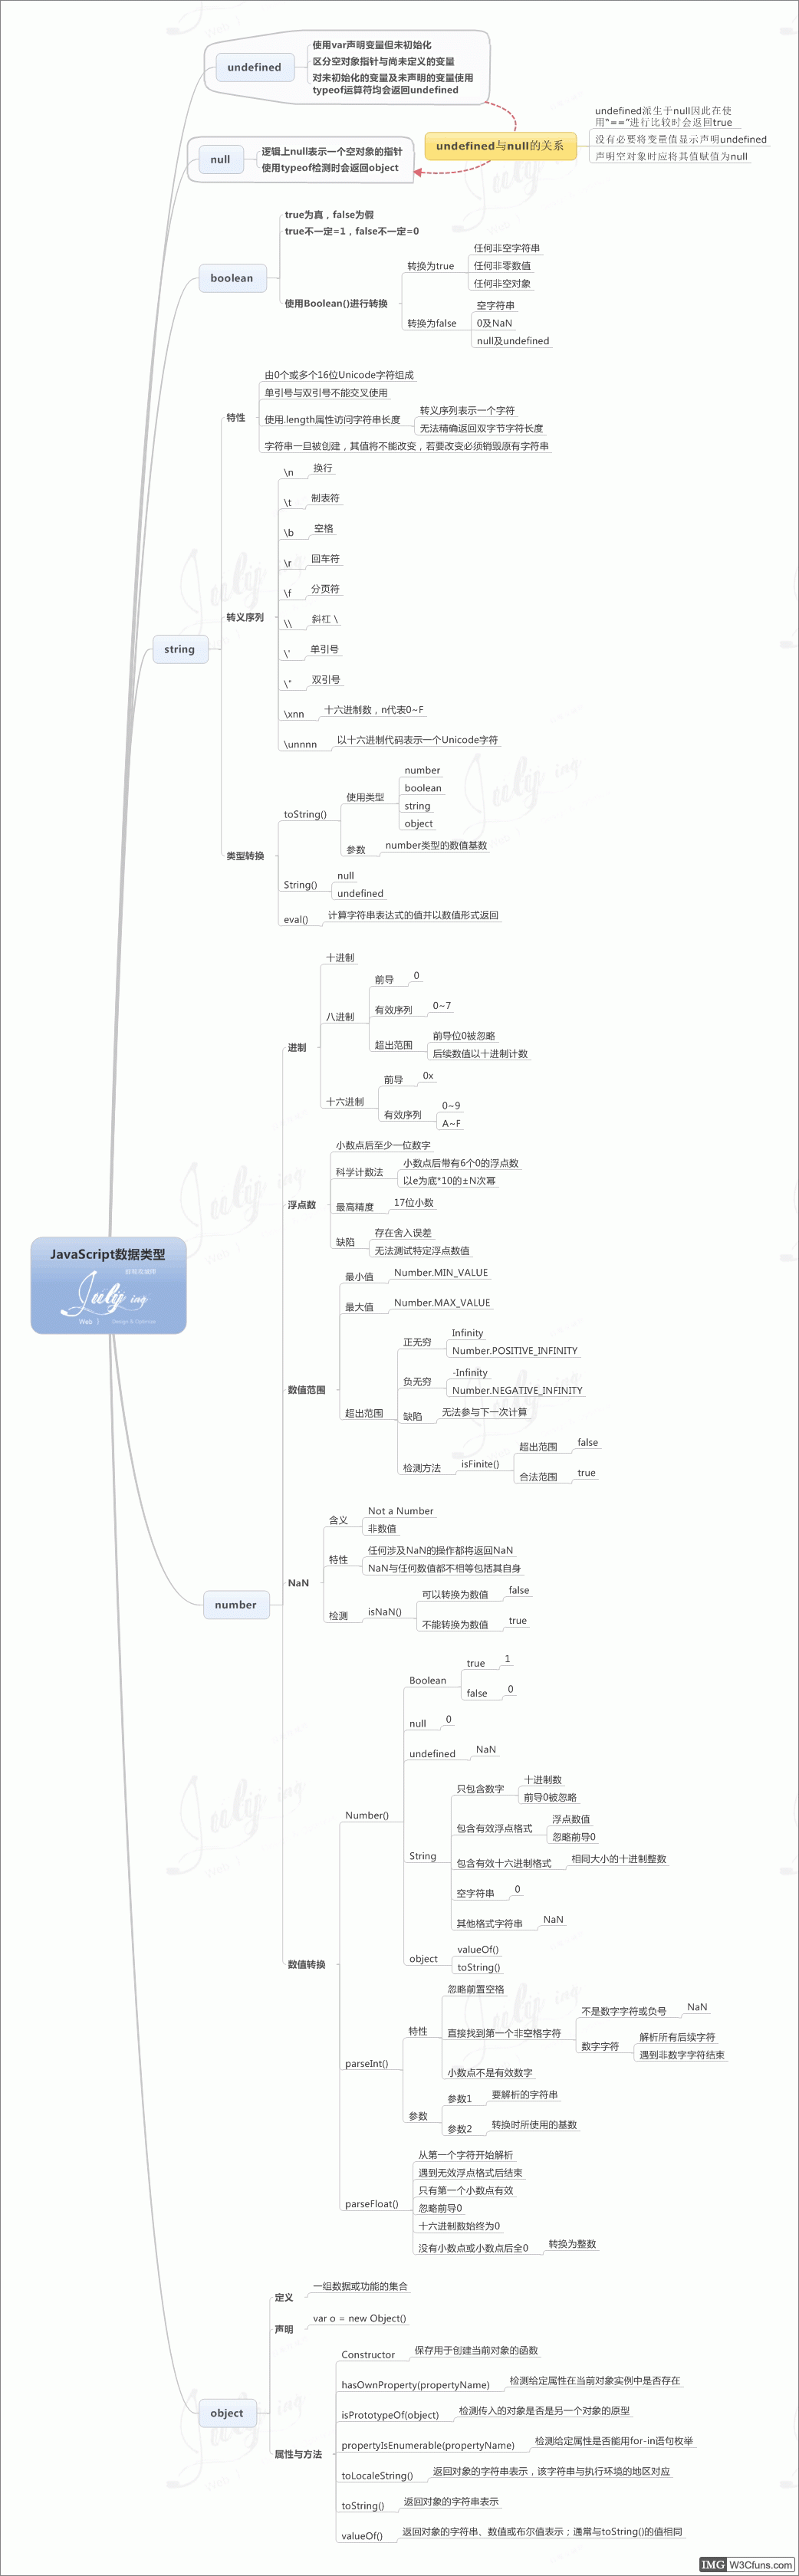 undefined
使用var声明变量但未初始化
区分空对象指针与尚未定义的变量
对未初始化的变量及未声明的变量使用
typeof运算符均会返回undefined
undefined与null的关系
undefined派生于null因此在使
用“==”进行比较时会返回true
没有必要将变量值显示声明undefined
声明空对象时应将其值赋值为null
null
逻辑上null表示一个空对象的指针
使用typeof检测时会返回object
boolean
true为真，false为假
true不一定=1，false不一定=0
使用Boolean()进行转换
转换为true
任何非空字符串
任何非零数值
任何非空对象
转换为false
空字符串
0及NaN
null及undefined
string
特性
由0个或多个16位Unicode字符组成
单引号与双引号不能交叉使用
使用.length属性访问字符串长度
转义序列表示一个字符
无法精确返回双字节字符长度
字符串一旦被创建，其值将不能改变，若要改变必须销毁原有字符串
转义序列
\n
换行
\t
制表符
\b
空格
\r
回车符
\f
分页符
\\
斜杠 \
\'
单引号
\"
双引号
\xnn
十六进制数，n代表0~F
\unnnn
以十六进制代码表示一个Unicode字符
类型转换
toString()
使用类型
number
boolean
string
object
参数
number类型的数值基数
String()
null
undefined
eval()
计算字符串表达式的值并以数值形式返回
JavaScript数据类型
July ing
Web
Design & Optimize
number
进制
十进制
八进制
前导
0
有效序列
0~7
超出范围
前导位0被忽略
后续数值以十进制计数
十六进制
前导
0x
有效序列
0~9
A~F
浮点数
小数点后至少一位数字
科学计数法
小数点后带有6个0的浮点数
以e为底*10的±N次幂
最高精度
17位小数
缺陷
存在舍入误差
无法测试特定浮点数值
数值范围
最小值
Number.MIN_VALUE
最大值
Number.MAX_VALUE
超出范围
正无穷
Infinity
Number.POSITIVE_INFINITY
负无穷
-Infinity
Number.NEGATIVE_INFINITY
缺陷
无法参与下一次计算
检测方法
isFinite()
超出范围
false
合法范围
true
NaN
含义
Not a Number
非数值
特性
任何涉及NaN的操作都将返回NaN
NaN与任何数值都不相等包括其自身
检测
isNaN()
可以转换为数值
false
不能转换为数值
true
数值转换
Number()
Boolean
true
1
false
0
null
0
undefined
NaN
String
只包含数字
十进制数
前导0被忽略
包含有效浮点格式
浮点数值
忽略前导0
包含有效十六进制格式
相同大小的十进制整数
空字符串
0
其他格式字符串
NaN
object
valueOf()
toString()
parseInt()
特性
忽略前置空格
直接找到第一个非空格字符
不是数字字符或负号
NaN
数字字符
解析所有后续字符
遇到非数字字符结束
小数点不是有效数字
参数
参数1
要解析的字符串
参数2
转换时所使用的基数
parseFloat()
从第一个字符开始解析
遇到无效浮点格式后结束
只有第一个小数点有效
忽略前导0
十六进制数始终为0
没有小数点或小数点后全0
转换为整数
object
定义
一组数据或功能的集合
声明
var o = new Object()
属性与方法
Constructor
保存用于创建当前对象的函数
hasOwnProperty(propertyName)
检测给定属性在当前对象实例中是否存在
isPrototypeOf(object)
检测传入的对象是否是另一个对象的原型
propertyIsEnumerable(propertyName)
检测给定属性是否能用for-in语句枚举
toLocaleString()
返回对象的字符串表示，该字符串与执行环境的地区对应
toString()
返回对象的字符串表示
valueOf()
返回对象的字符串、数值或布尔值表示；通常与toString()的值相同
IMG W3Cfuns.com